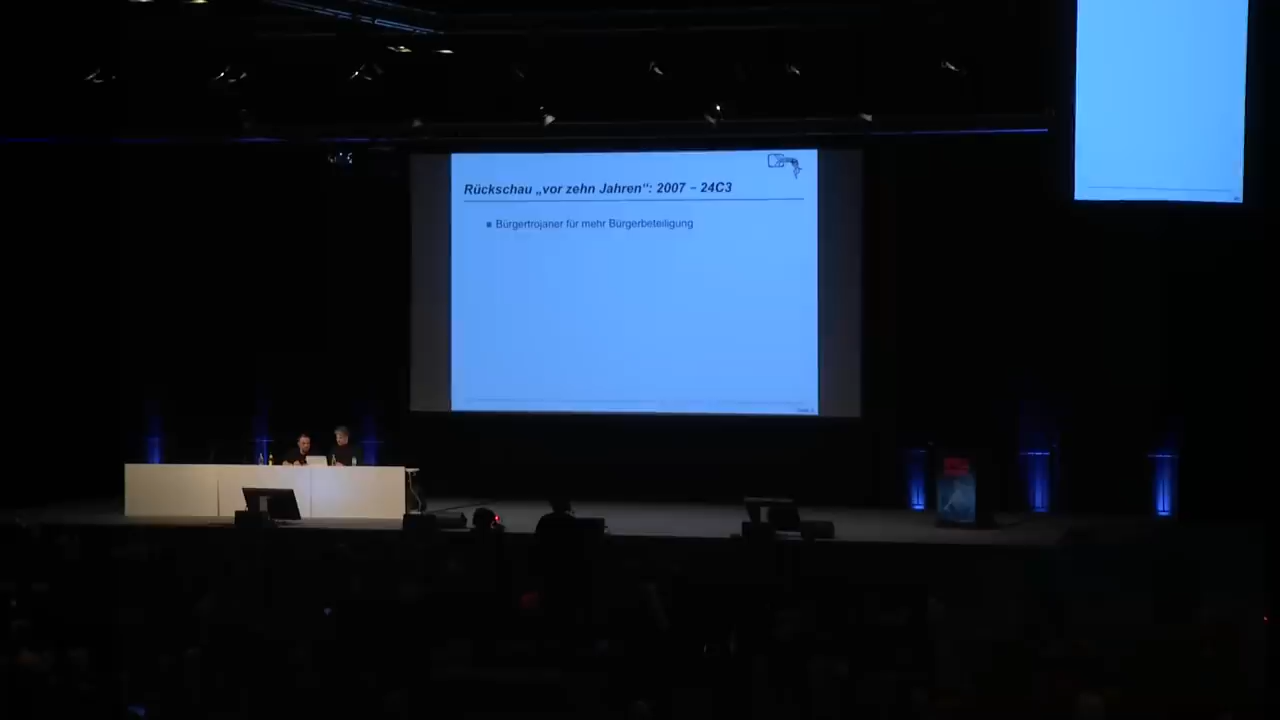 Rückschau „vor zehn Jahren“: 2007 – 24C3
Bürgertrojaner für mehr Bürgerbeteiligung